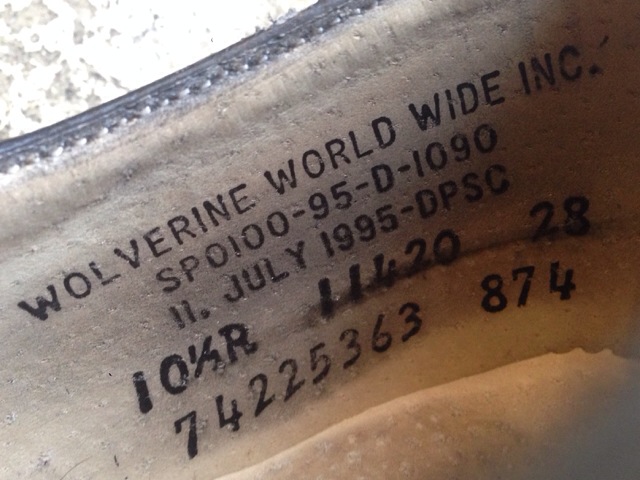 WOLVERINE WORLD WIDE INC.
SP0100-95-D-1090
11. JULY 1995-DPSC
10½R 11420 28
74225363 874